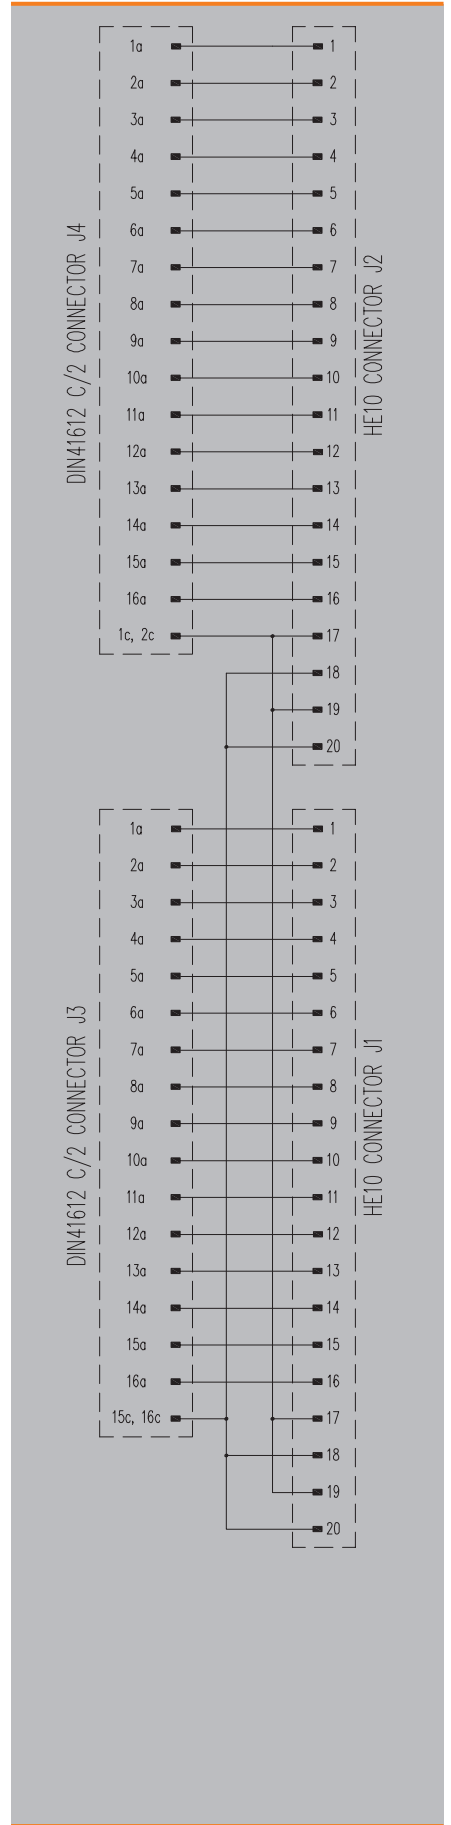 1a 1
2a 2
3a 3
4a 4
5a 5
6a 6
7a 7
8a 8
9a 9
10a 10
11a 11
12a 12
13a 13
14a 14
15a 15
16a 16
1c, 2c 17
18
19
20
DIN41612 C/2 CONNECTOR J4
HE10 CONNECTOR J2
1a 1
2a 2
3a 3
4a 4
5a 5
6a 6
7a 7
8a 8
9a 9
10a 10
11a 11
12a 12
13a 13
14a 14
15a 15
16a 16
15c, 16c 17
18
19
20
DIN41612 C/2 CONNECTOR J3
HE10 CONNECTOR J1